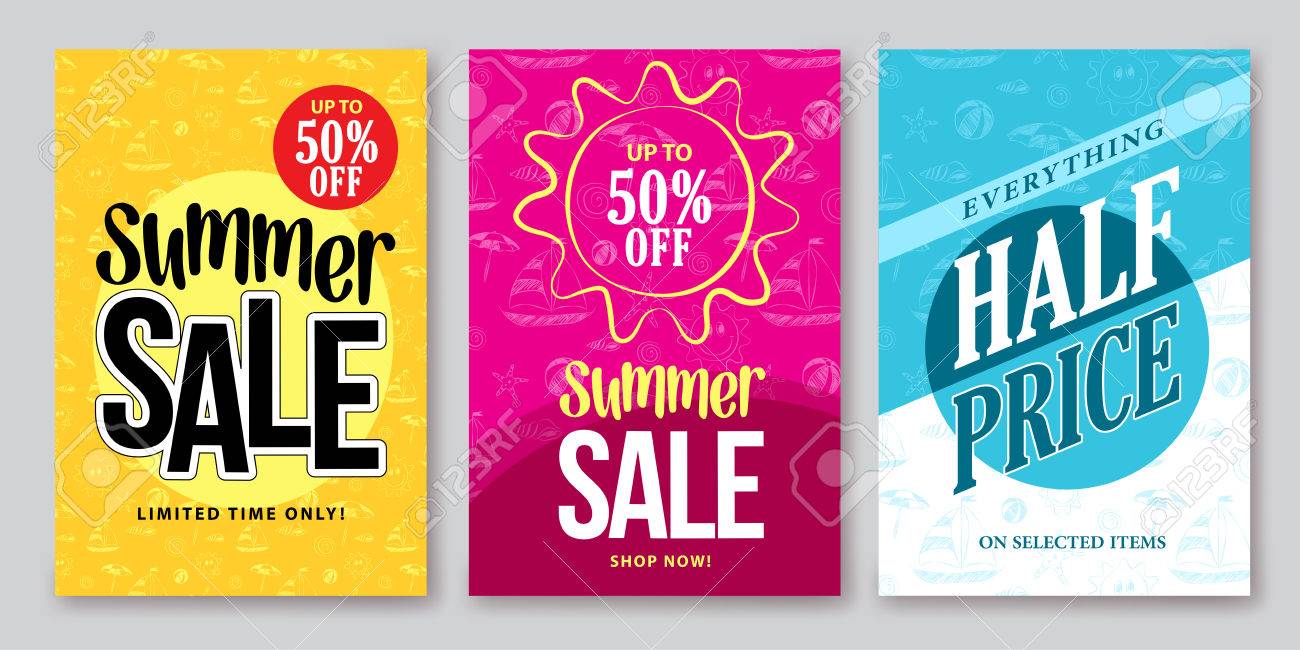 UP TO
50%
OFF
Summer
SALE
LIMITED TIME ONLY!
UP TO
50%
OFF
Summer
SALE
SHOP NOW!
EVERYTHING
HALF
PRICE
ON SELECTED ITEMS
123RF